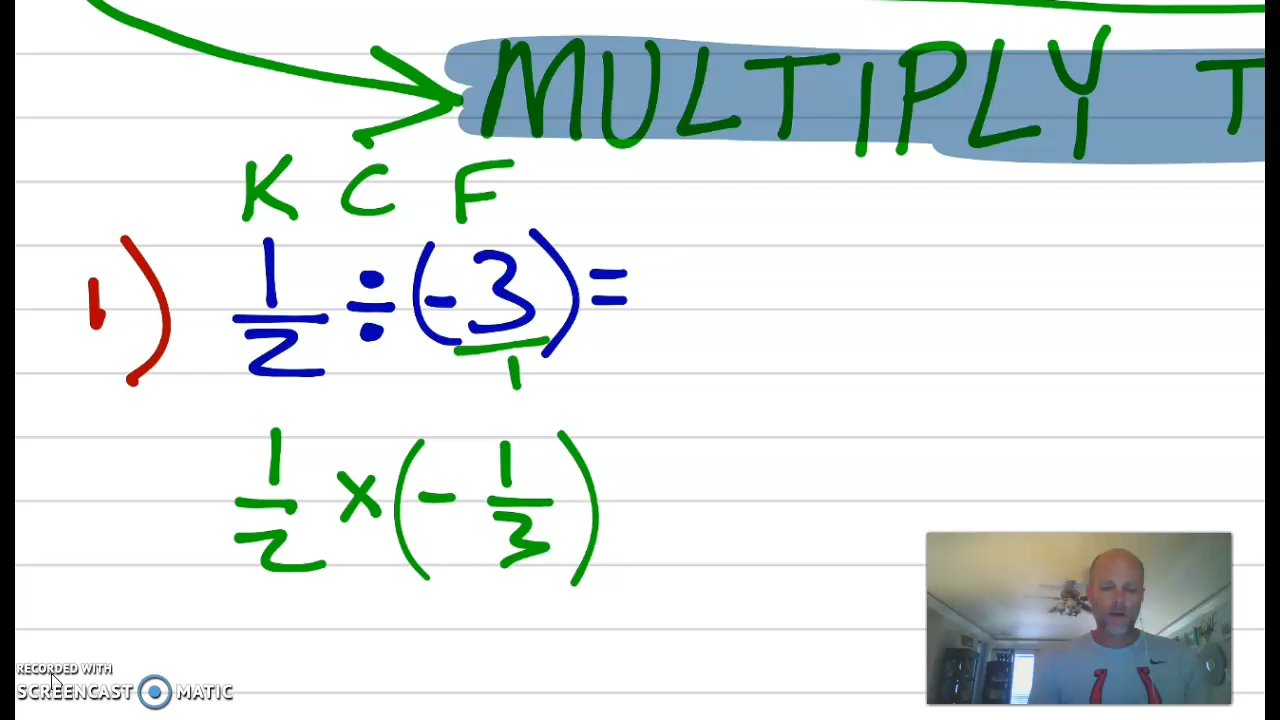 MULTIPLY T
K C F
1) 1/2 ÷ (-3/1) =
1/2 × (-1/3)
RECORDED WITH
SCREENCAST MATIC